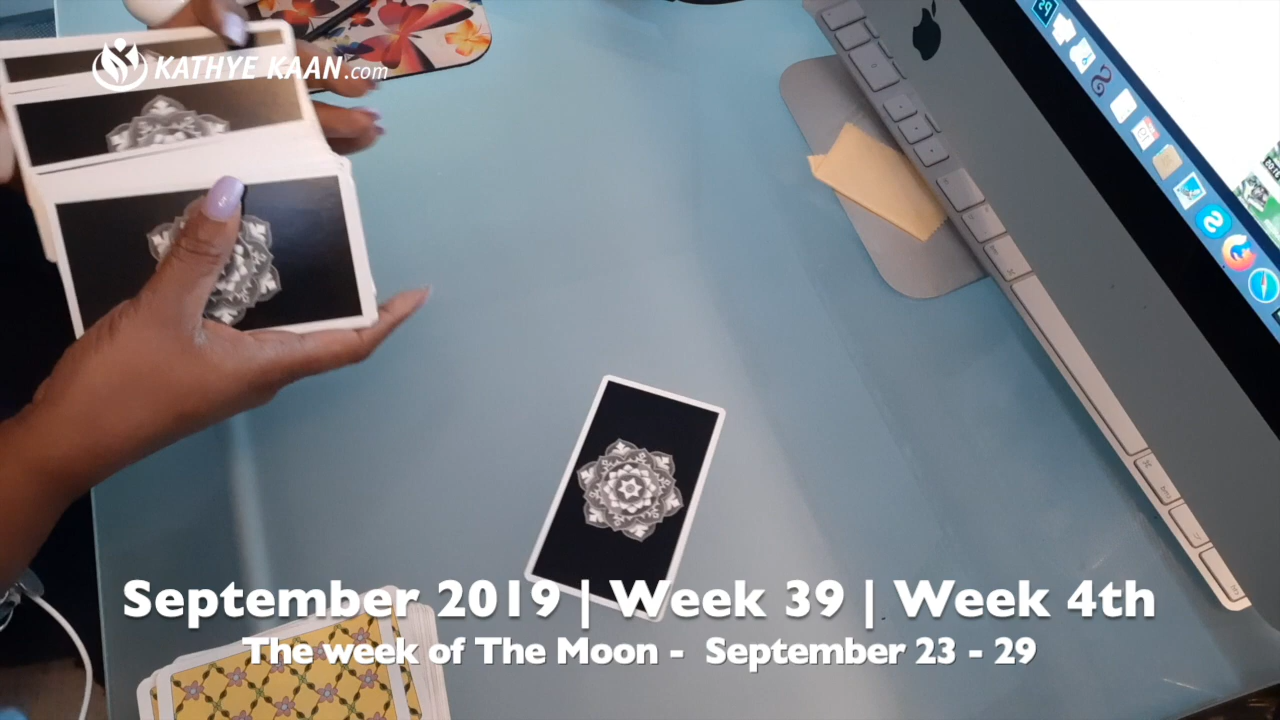 KATHYE KAAN.com
September 2019 | Week 39 | Week 4th
The week of The Moon - September 23 - 29